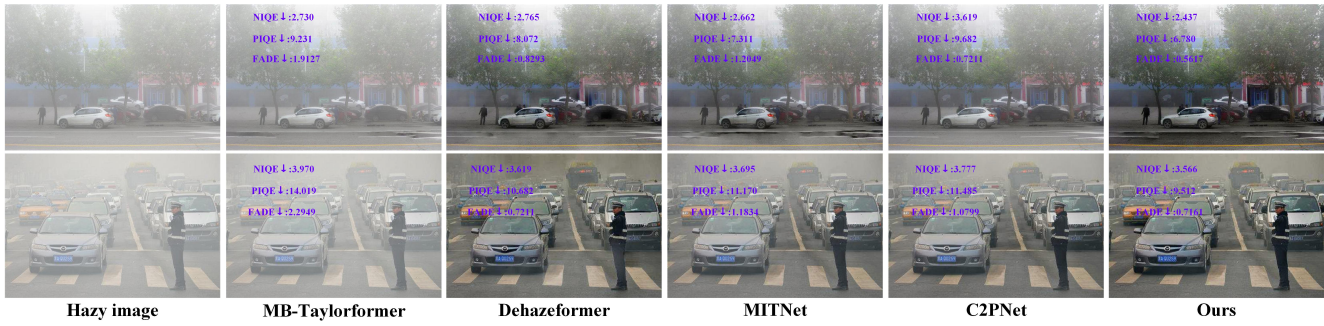 NIQE↓:2.730
PIQE↓:9.231
FADE↓:1.9127
NIQE↓:2.765
PIQE↓:8.072
FADE↓:0.8293
NIQE↓:2.662
PIQE↓:7.311
FADE↓:1.2049
NIQE↓:3.619
PIQE↓:9.682
FADE↓:0.7211
NIQE↓:2.437
PIQE↓:6.780
FADE↓:0.5617
NIQE↓:3.970
PIQE↓:14.019
FADE↓:2.2949
NIQE↓:3.619
PIQE↓:10.682
FADE↓:0.7211
NIQE↓:3.695
PIQE↓:11.170
FADE↓:1.1834
NIQE↓:3.777
PIQE↓:11.485
FADE↓:1.0799
NIQE↓:3.566
PIQE↓:9.512
FADE↓:0.7161
Hazy image
MB-Taylorformer
Dehazeformer
MITNet
C2PNet
Ours